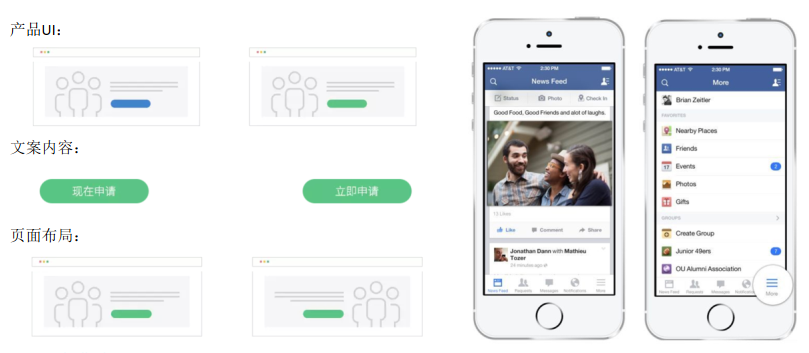 产品UI：
文案内容：
现在申请
立即申请
页面布局：
AT&T
2:30 PM
News Feed
Status
Photo
Check In
Good Food, Good Friends and alot of laughs.
13 Likes
Like
Comment
Share
Jonathan Dann with Mathieu
Tozer
24 minutes ago
News Feed
Requests
Messages
Notifications
More
AT&T
2:30 PM
More
Brian Zeitler
FAVORITES
Nearby Places
Friends
Events
2
Photos
Gifts
GROUPS
Create Group
Junior 49ers
7
OU Alumni Association
News Feed
Requests
Messages
Notifications
More